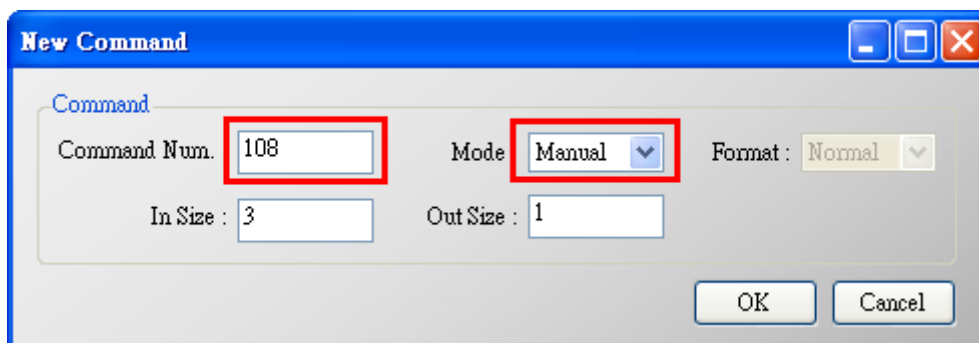 New Command
Command
Command Num. 108 Mode Manual Format : Normal
In Size : 3 Out Size : 1
OK Cancel